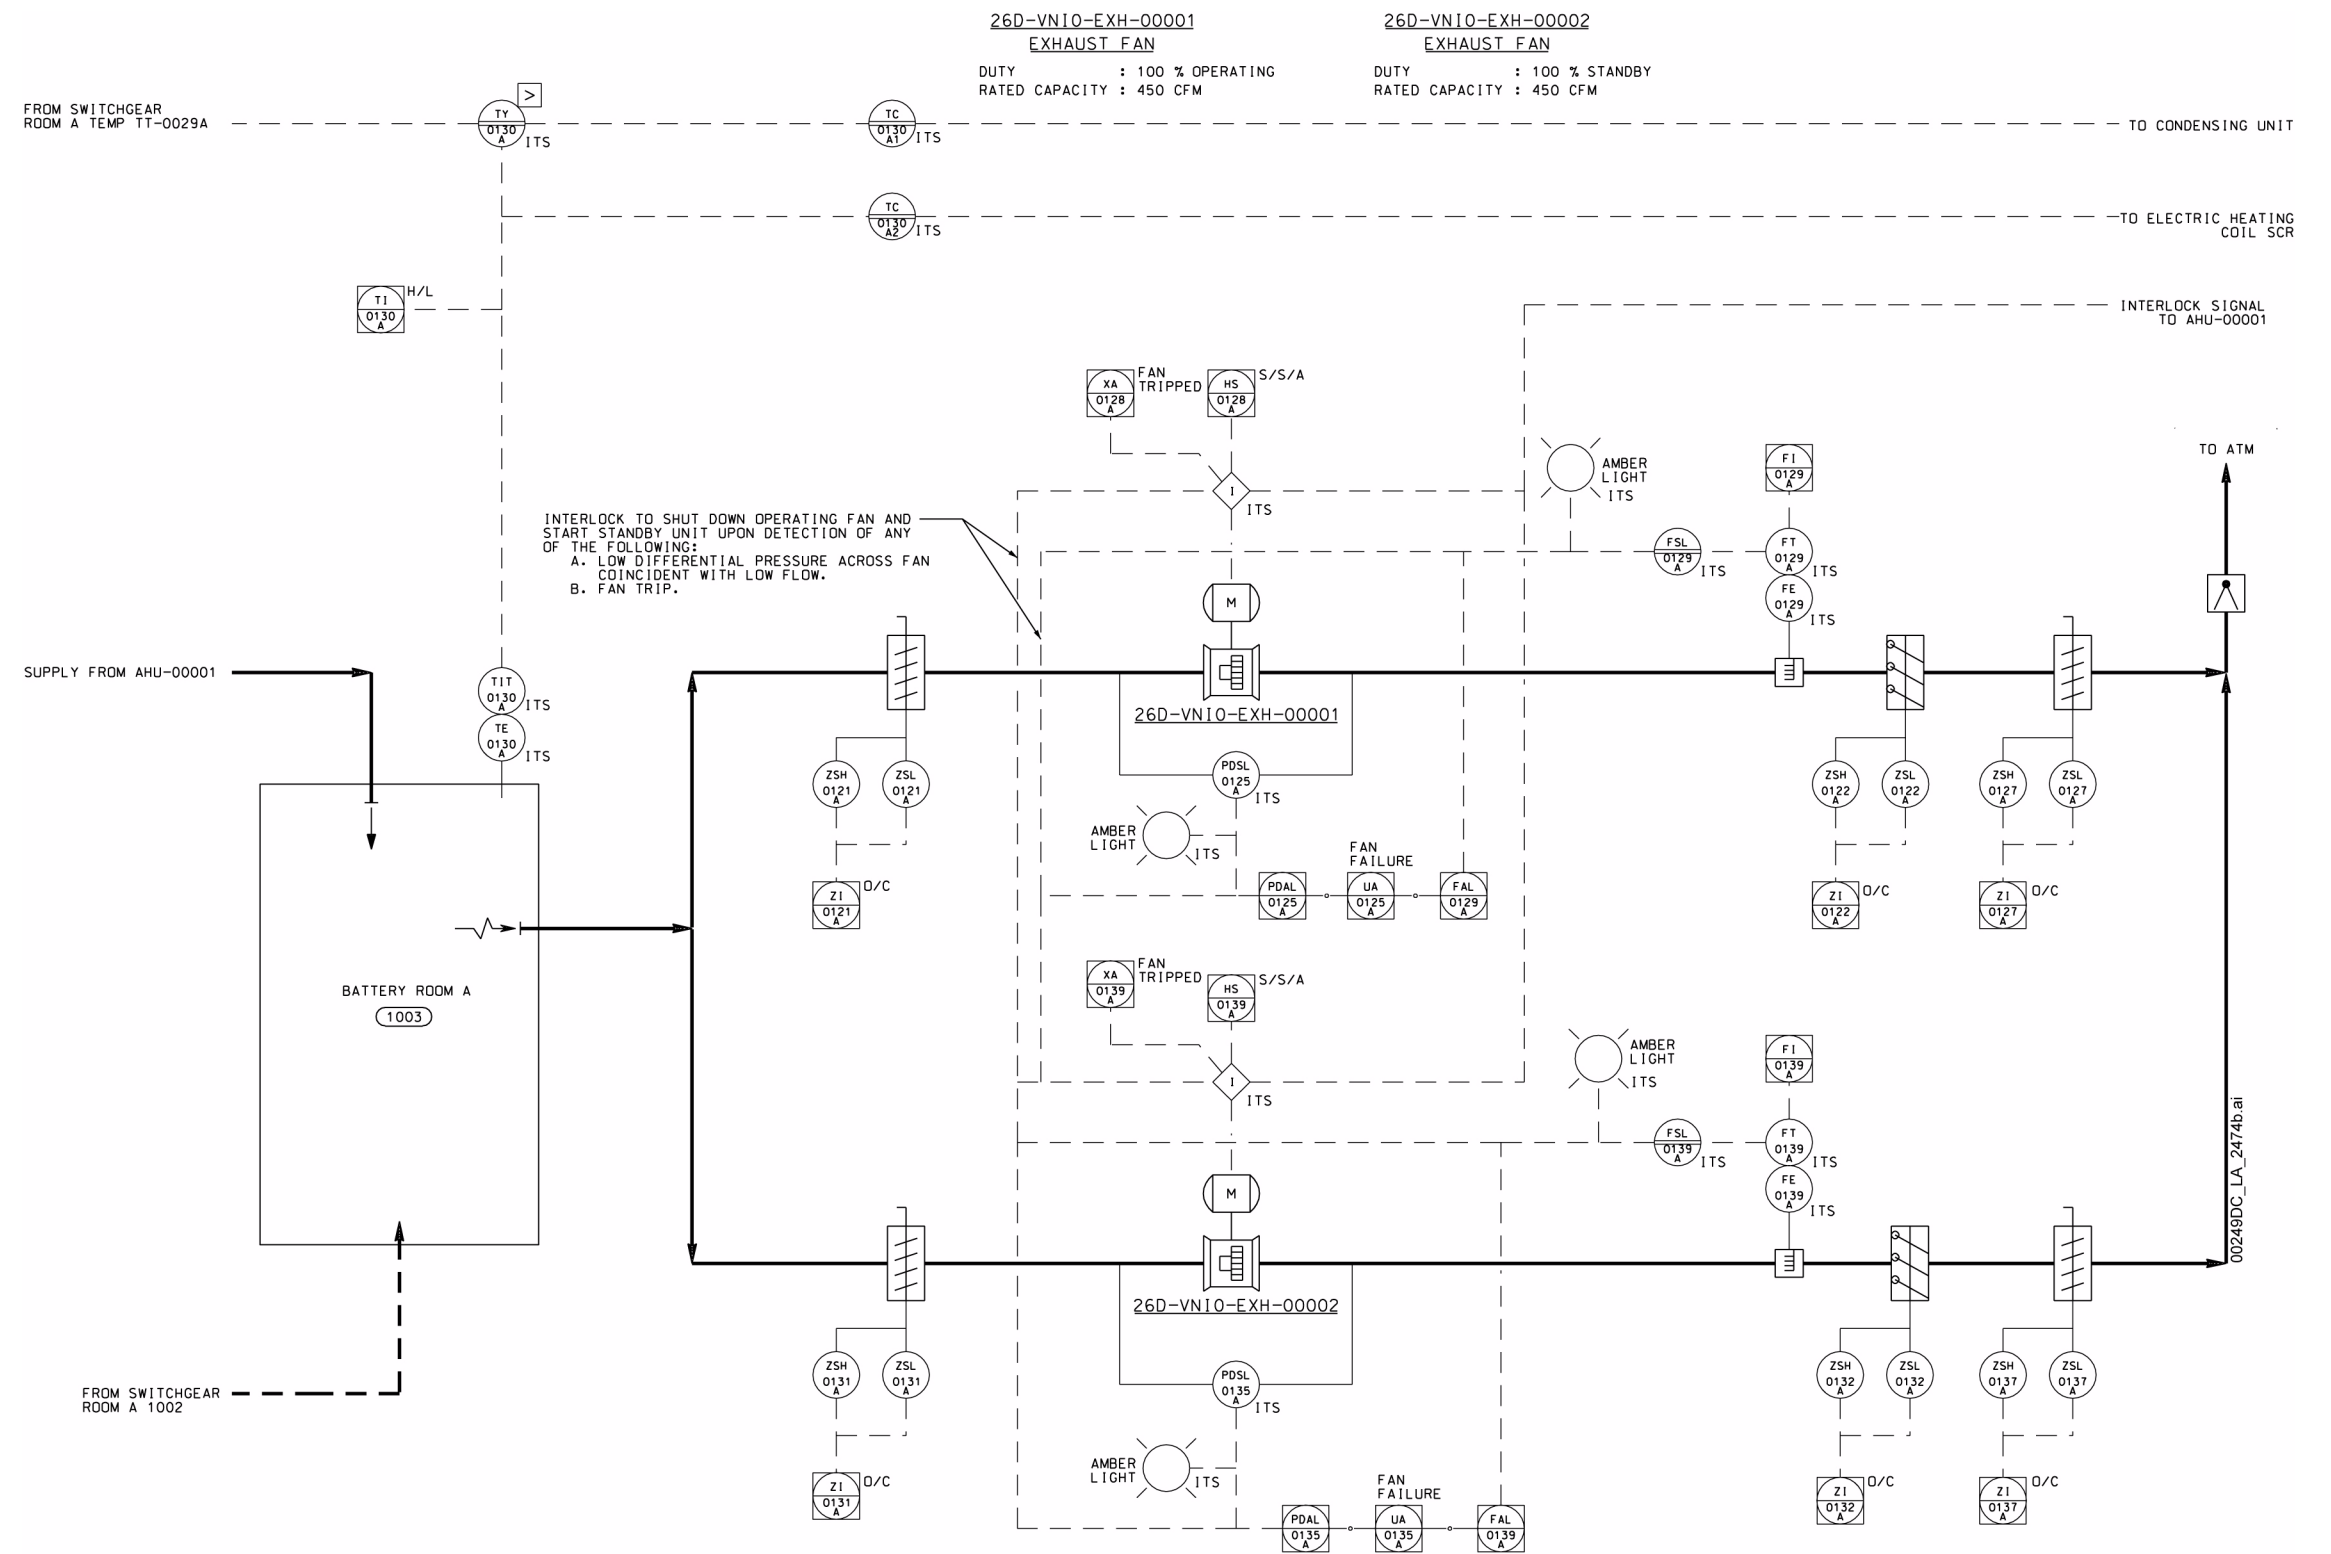 26D-VNIO-EXH-00001
EXHAUST FAN
DUTY : 100 % OPERATING
RATED CAPACITY : 450 CFM
26D-VNIO-EXH-00002
EXHAUST FAN
DUTY : 100 % STANDBY
RATED CAPACITY : 450 CFM
FROM SWITCHGEAR
ROOM A TEMP TT-0029A
>
TY
0130
A
ITS
TC
0130
A1
ITS
TO CONDENSING UNIT
TC
0130
A2
ITS
TO ELECTRIC HEATING
COIL SCR
TI
0130
A
H/L
INTERLOCK SIGNAL
TO AHU-00001
XA
0128
A
FAN
TRIPPED
HS
0128
A
S/S/A
I
ITS
AMBER
LIGHT
ITS
FI
0129
A
TO ATM
INTERLOCK TO SHUT DOWN OPERATING FAN AND
START STANDBY UNIT UPON DETECTION OF ANY
OF THE FOLLOWING:
A. LOW DIFFERENTIAL PRESSURE ACROSS FAN
COINCIDENT WITH LOW FLOW.
B. FAN TRIP.
FSL
0129
A
ITS
FT
0129
A
ITS
FE
0129
A
ITS
M
SUPPLY FROM AHU-00001
TIT
0130
A
ITS
TE
0130
A
ITS
26D-VNIO-EXH-00001
ZSH
0121
A
ZSL
0121
A
PDSL
0125
A
ITS
ZSH
0122
A
ZSL
0122
A
ZSH
0127
A
ZSL
0127
A
AMBER
LIGHT
ITS
ZI
0121
A
O/C
PDAL
0125
A
FAN
FAILURE
UA
0125
A
FAL
0129
A
ZI
0122
A
O/C
ZI
0127
A
O/C
BATTERY ROOM A
1003
XA
0139
A
FAN
TRIPPED
HS
0139
A
S/S/A
I
ITS
AMBER
LIGHT
ITS
FI
0139
A
FSL
0139
A
ITS
FT
0139
A
ITS
FE
0139
A
ITS
M
26D-VNIO-EXH-00002
00249DC_LA_2474b.ai
ZSH
0131
A
ZSL
0131
A
PDSL
0135
A
ITS
ZSH
0132
A
ZSL
0132
A
ZSH
0137
A
ZSL
0137
A
FROM SWITCHGEAR
ROOM A 1002
AMBER
LIGHT
ITS
ZI
0131
A
O/C
PDAL
0135
A
FAN
FAILURE
UA
0135
A
FAL
0139
A
ZI
0132
A
O/C
ZI
0137
A
O/C